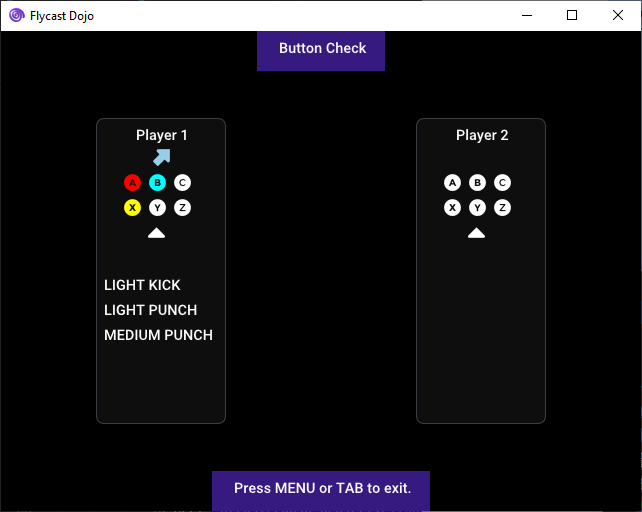 Flycast Dojo
Button Check
Player 1
A B C
X Y Z
LIGHT KICK
LIGHT PUNCH
MEDIUM PUNCH
Player 2
A B C
X Y Z
Press MENU or TAB to exit.